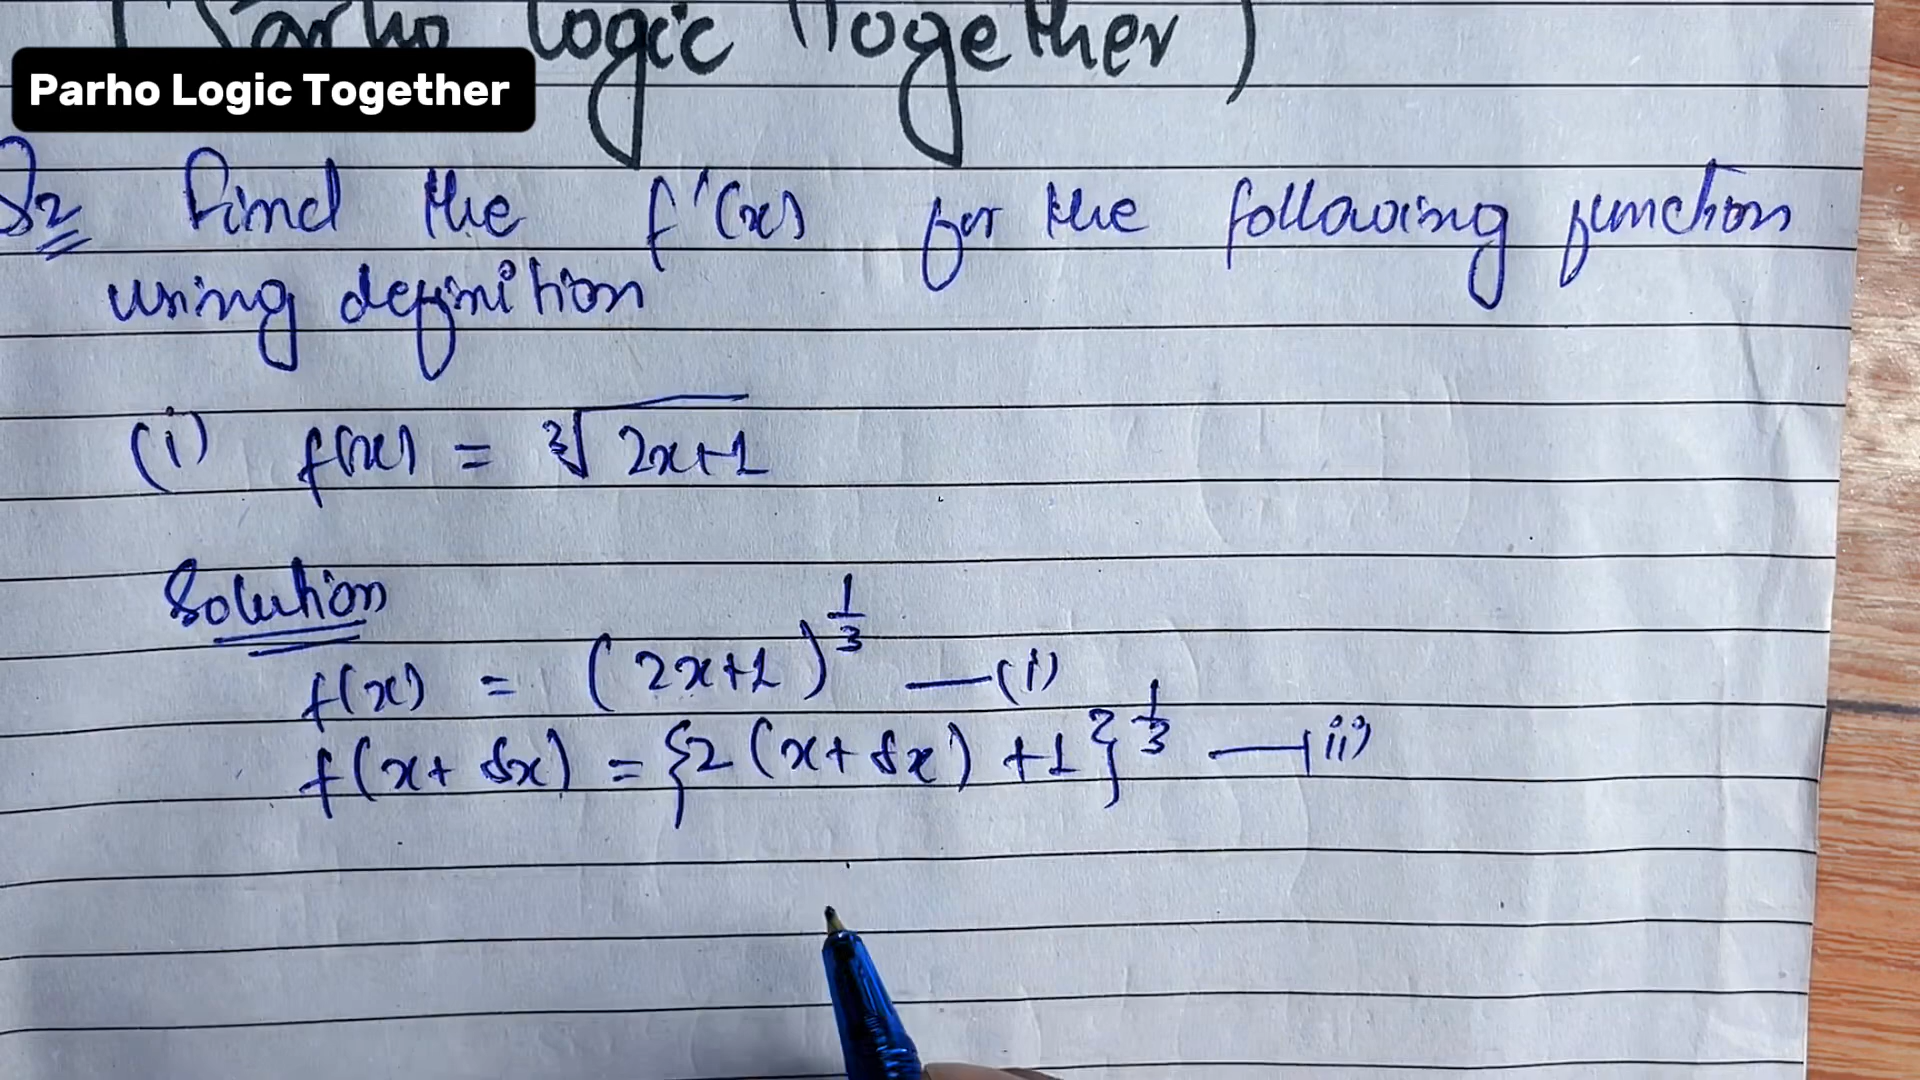 (Parho Logic Together)
Parho Logic Together
Q2 Find the f'(x) for the following function
using definition
(i) f(x) = ∛2x+1
Solution
f(x) = (2x+1)^1/3 —(i)
f(x+δx) = {2(x+δx)+1}^1/3 —(ii)